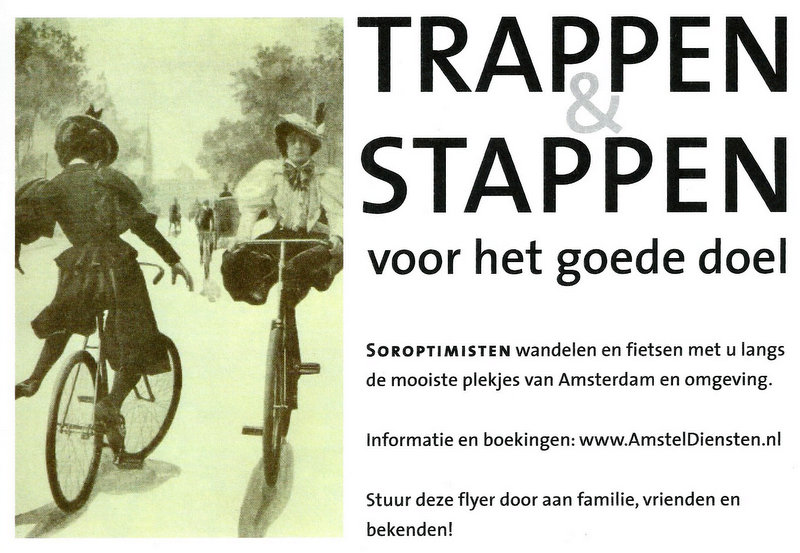 TRAPPEN
&
STAPPEN
voor het goede doel
SOROPTIMISTEN wandelen en fietsen met u langs
de mooiste plekjes van Amsterdam en omgeving.
Informatie en boekingen: www.AmstelDiensten.nl
Stuur deze flyer door aan familie, vrienden en
bekenden!